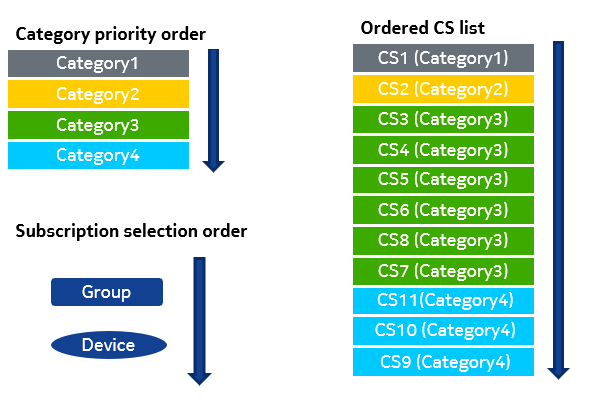 Category priority order
Category1
Category2
Category3
Category4
Subscription selection order
Group
Device
Ordered CS list
CS1 (Category1)
CS2 (Category2)
CS3 (Category3)
CS4 (Category3)
CS5 (Category3)
CS6 (Category3)
CS8 (Category3)
CS7 (Category3)
CS11(Category4)
CS10 (Category4)
CS9 (Category4)